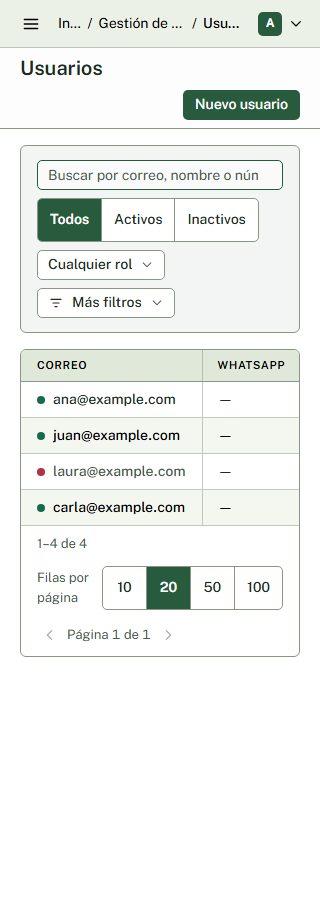 In... / Gestión de ... / Usu... A
Usuarios
Nuevo usuario
Buscar por correo, nombre o nún
Todos Activos Inactivos
Cualquier rol
Más filtros
CORREO WHATSAPP
ana@example.com —
juan@example.com —
laura@example.com —
carla@example.com —
1–4 de 4
Filas por
página
10 20 50 100
Página 1 de 1